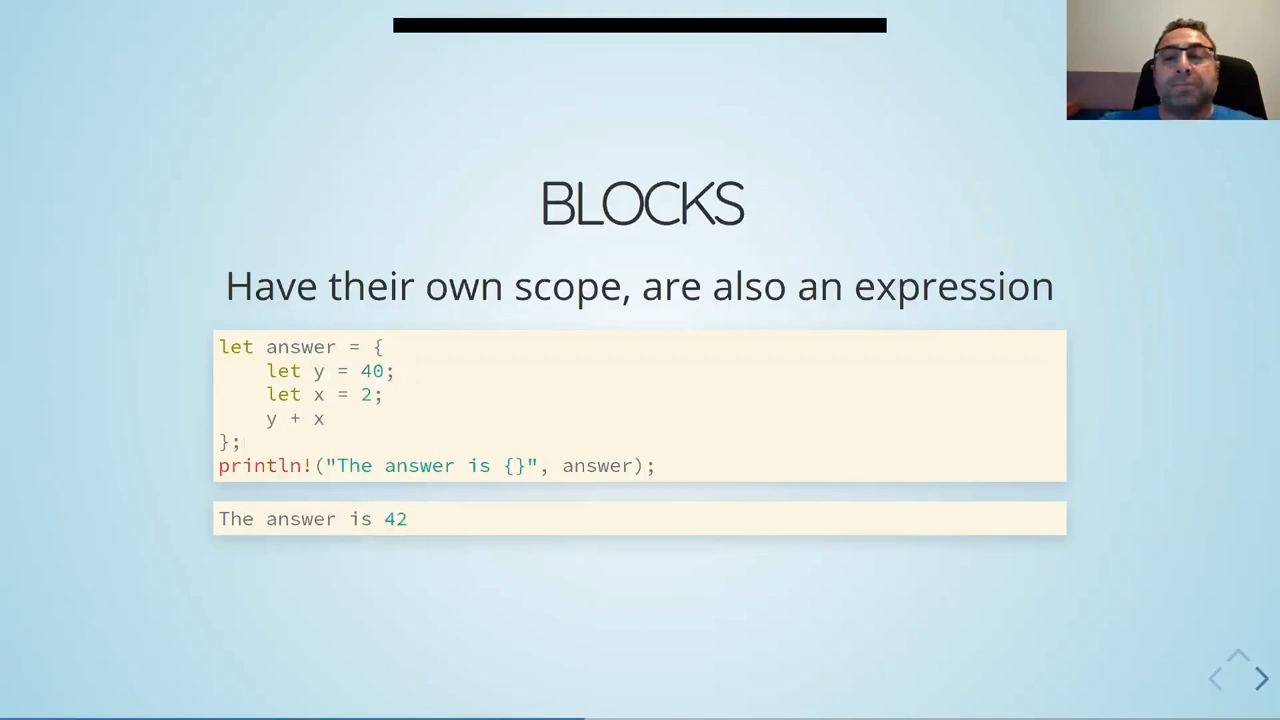 BLOCKS
Have their own scope, are also an expression
let answer = {
    let y = 40;
    let x = 2;
    y + x
};
println!("The answer is {}", answer);
The answer is 42